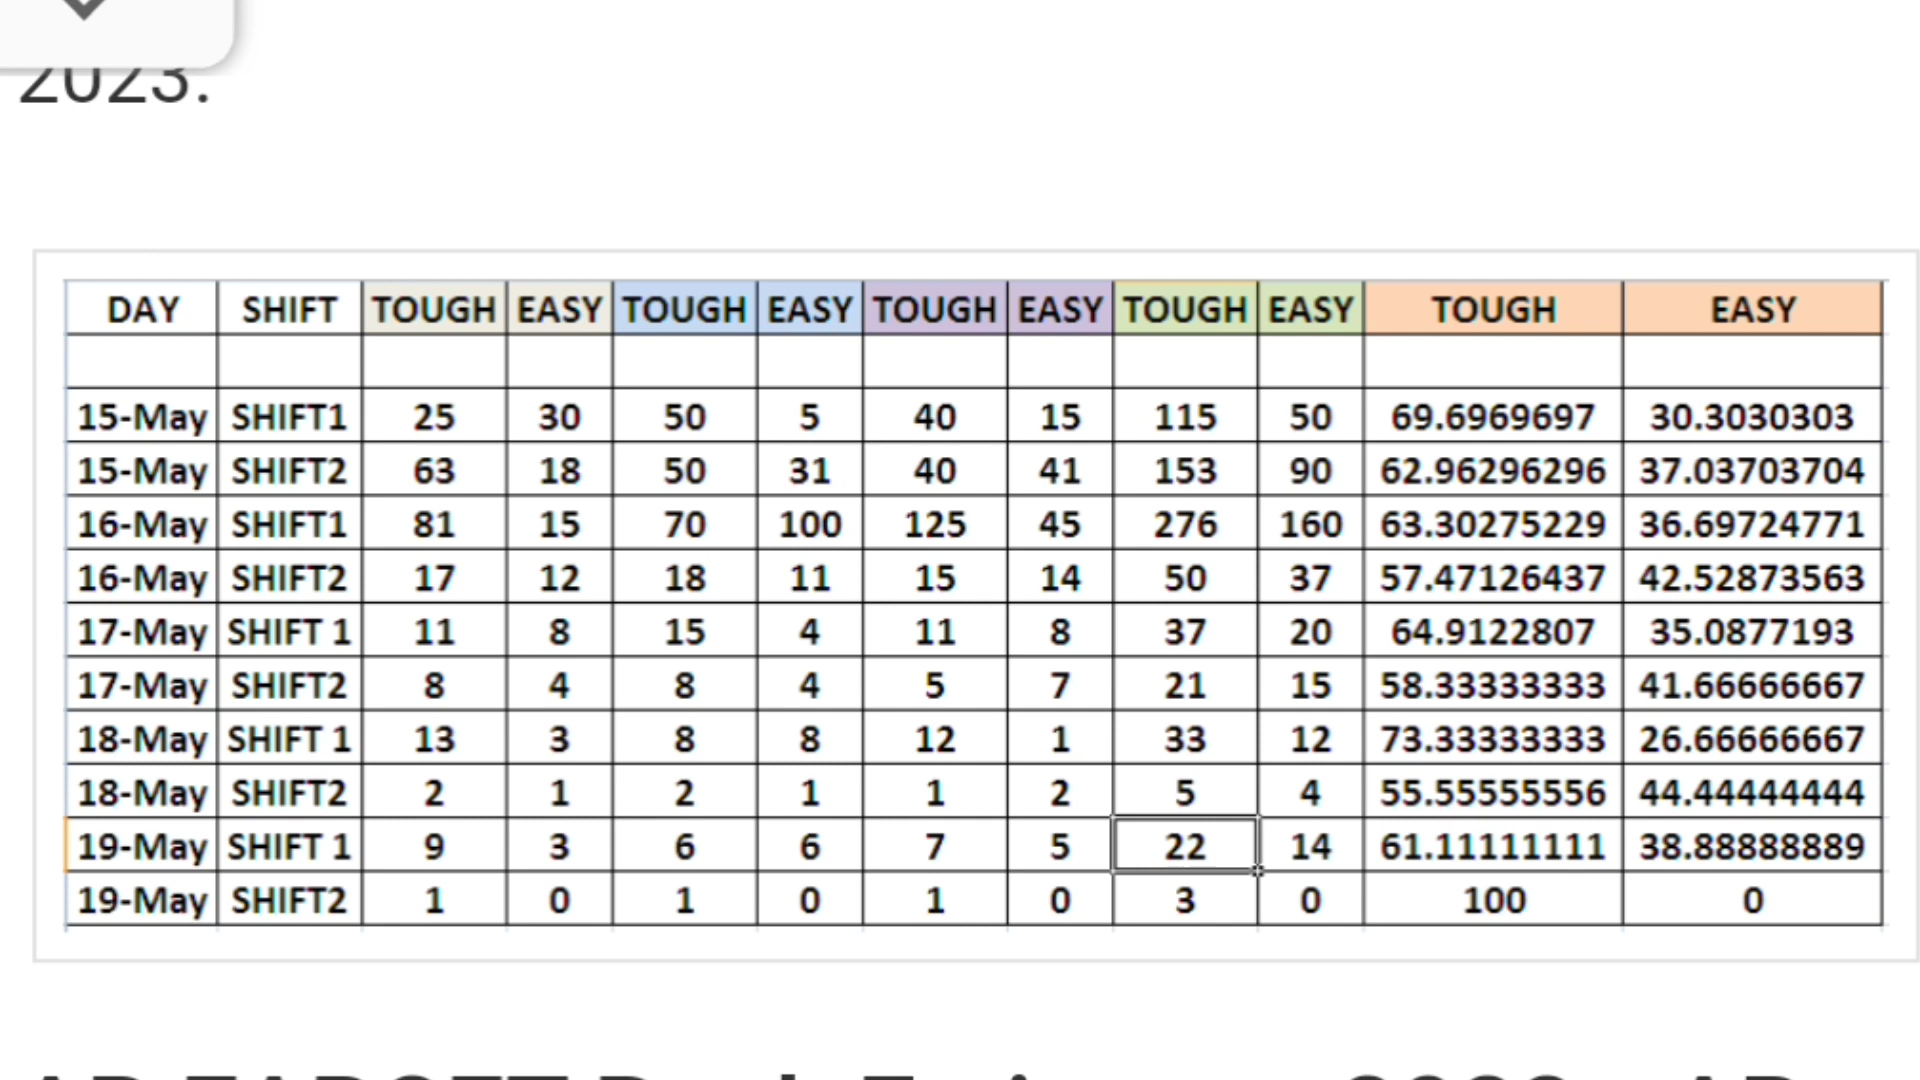 2023.
DAY SHIFT TOUGH EASY TOUGH EASY TOUGH EASY TOUGH EASY TOUGH EASY
15-May SHIFT1 25 30 50 5 40 15 115 50 69.6969697 30.3030303
15-May SHIFT2 63 18 50 31 40 41 153 90 62.96296296 37.03703704
16-May SHIFT1 81 15 70 100 125 45 276 160 63.30275229 36.69724771
16-May SHIFT2 17 12 18 11 15 14 50 37 57.47126437 42.52873563
17-May SHIFT 1 11 8 15 4 11 8 37 20 64.9122807 35.0877193
17-May SHIFT2 8 4 8 4 5 7 21 15 58.33333333 41.66666667
18-May SHIFT 1 13 3 8 8 12 1 33 12 73.33333333 26.66666667
18-May SHIFT2 2 1 2 1 1 2 5 4 55.55555556 44.44444444
19-May SHIFT 1 9 3 6 6 7 5 22 14 61.11111111 38.88888889
19-May SHIFT2 1 0 1 0 1 0 3 0 100 0